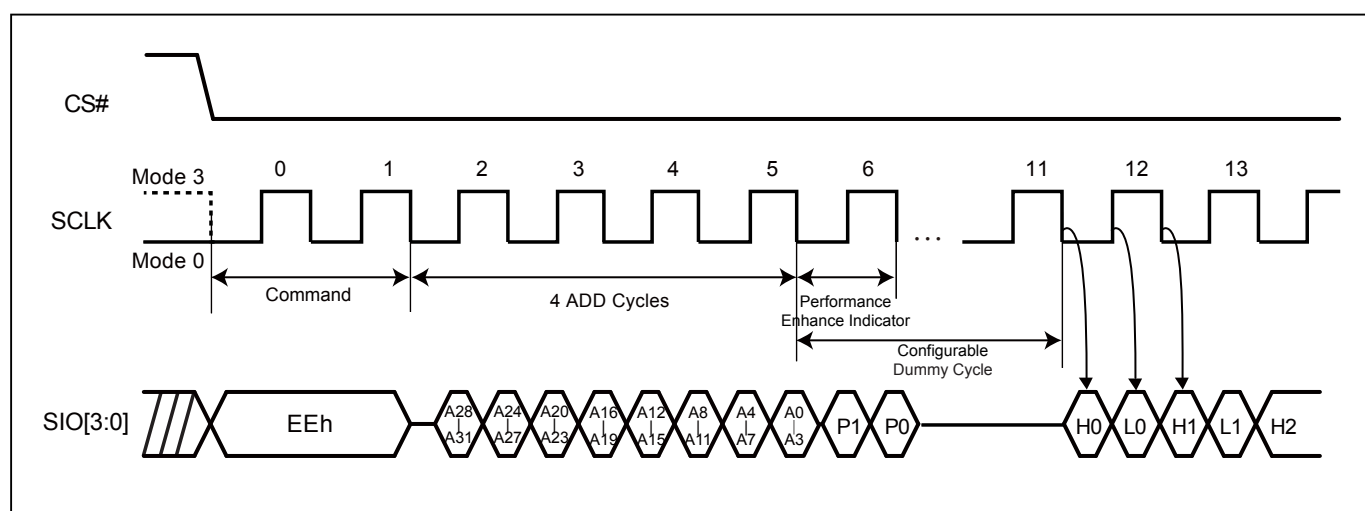 CS#
0 1 2 3 4 5 6 11 12 13
Mode 3
SCLK
...
Mode 0
Command
4 ADD Cycles
Performance
Enhance Indicator
Configurable
Dummy Cycle
SIO[3:0]
EEh
A28 A24 A20 A16 A12 A8 A4 A0
A31 A27 A23 A19 A15 A11 A7 A3
P1 P0 H0 L0 H1 L1 H2